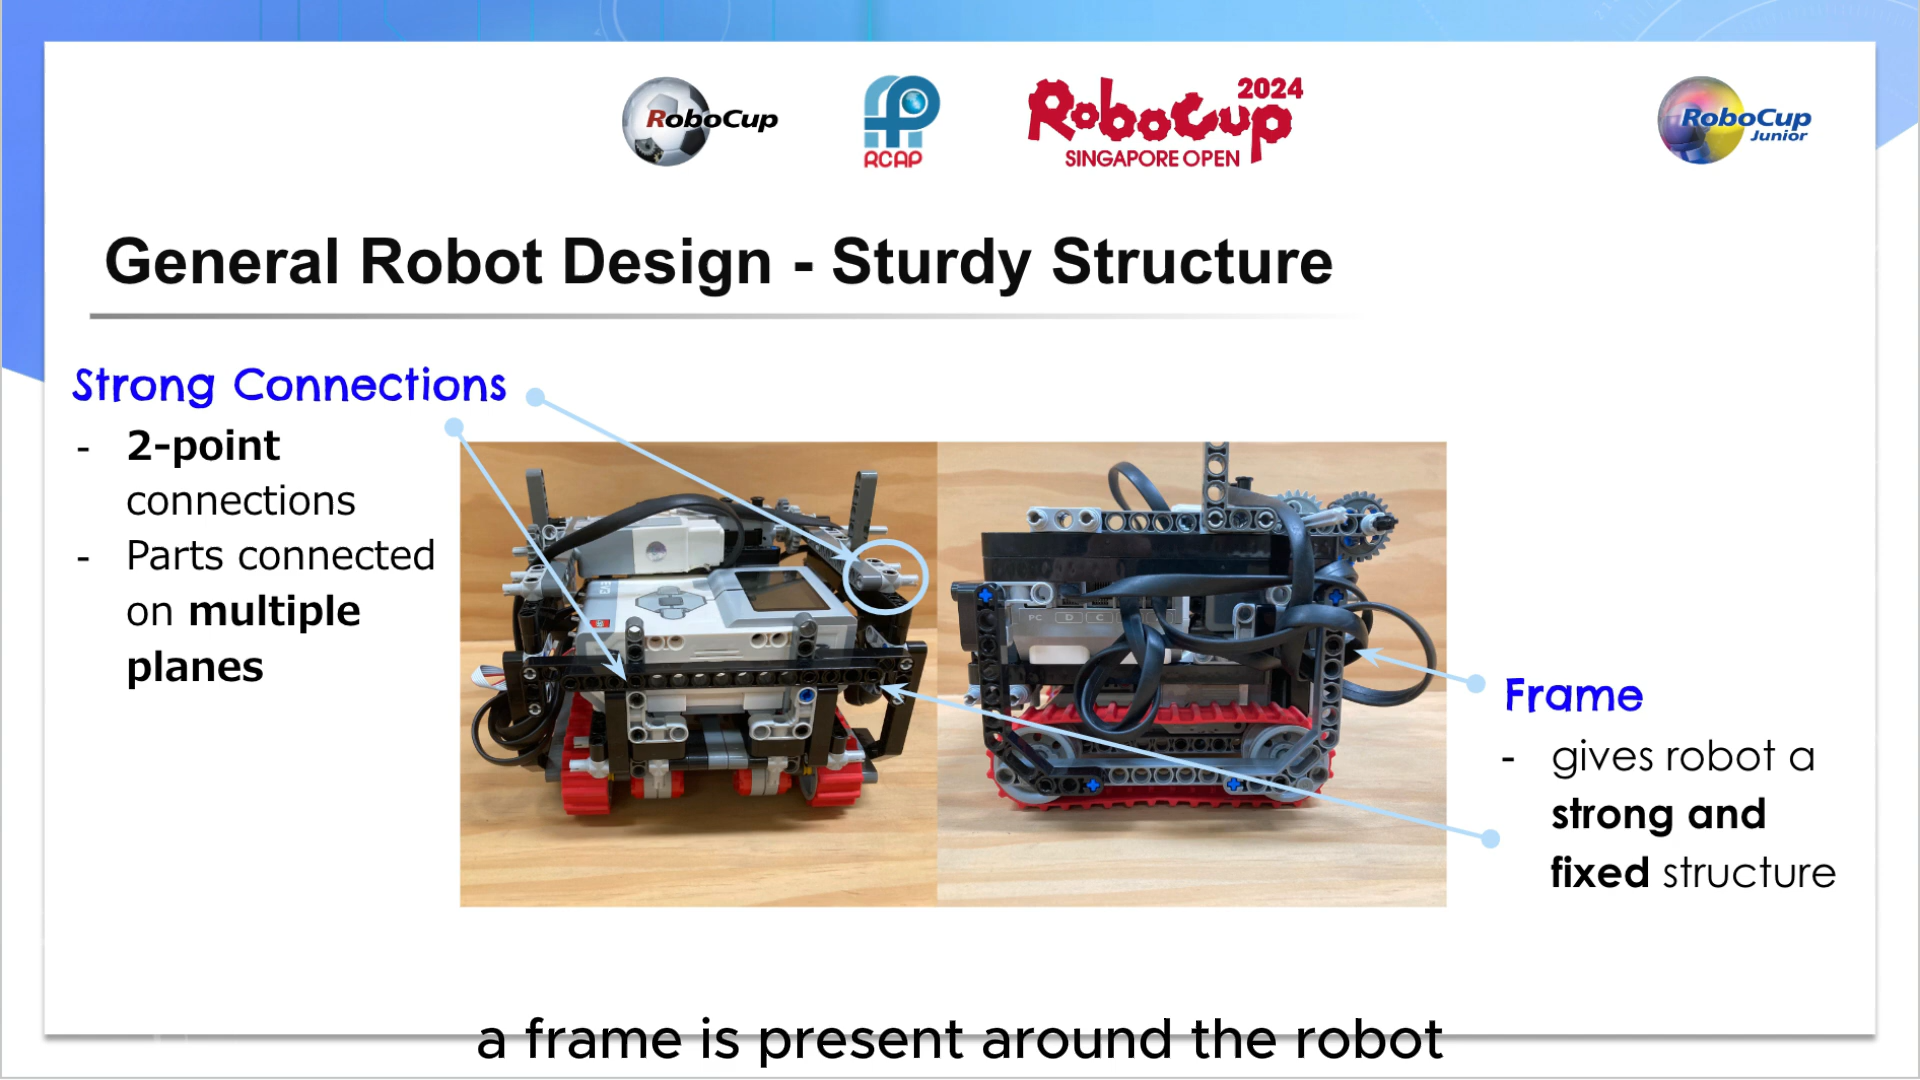 RoboCup
RCAP
RoboCup 2024
SINGAPORE OPEN
RoboCup
Junior
General Robot Design - Sturdy Structure
Strong Connections
- 2-point
connections
- Parts connected
on multiple
planes
PC D C
Frame
- gives robot a
strong and
fixed structure
a frame is present around the robot